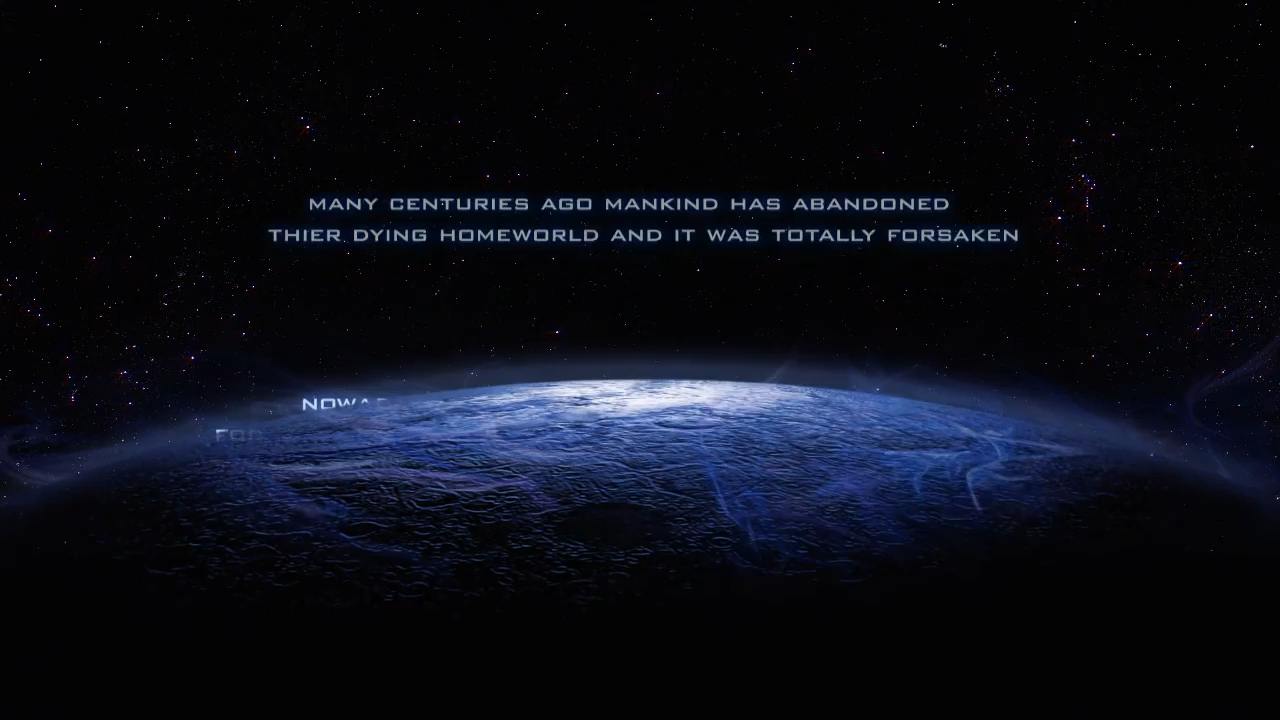 MANY CENTURIES AGO MANKIND HAS ABANDONED
THIER DYING HOMEWORLD AND IT WAS TOTALLY FORSAKEN